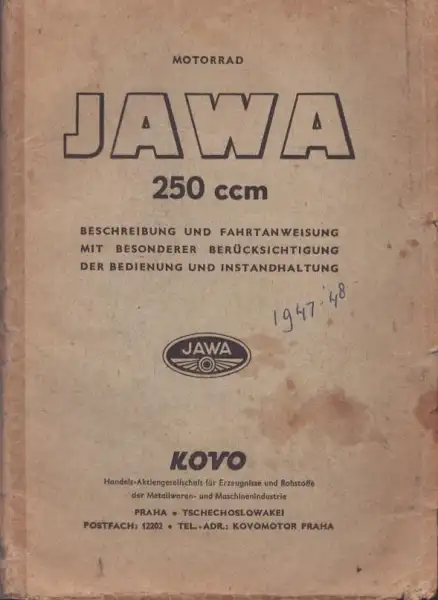 MOTORRAD
JAWA
250 ccm
BESCHREIBUNG UND FAHRTANWEISUNG
MIT BESONDERER BERÜCKSICHTIGUNG
DER BEDIENUNG UND INSTANDHALTUNG
1947-48
JAWA
KOVO
Handels-Aktiengesellschaft für Erzeugnisse und Rohstoffe
der Metallwaren- und Maschinenindustrie
PRAHA • TSCHECHOSLOWAKEI
POSTFACH: 12202 • TEL.-ADR.: KOVOMOTOR PRAHA